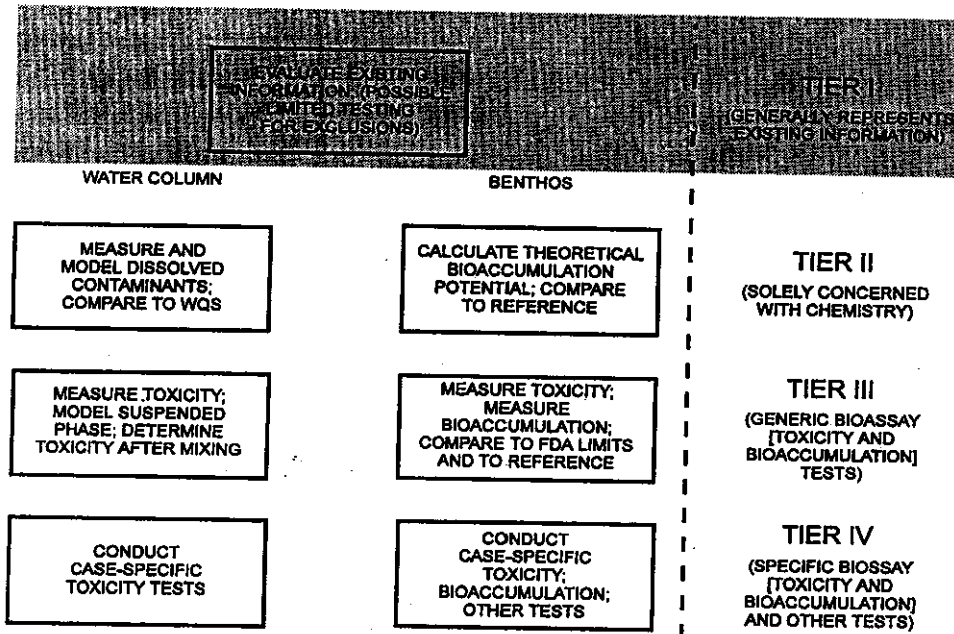 EVALUATE EXISTING
INFORMATION (POSSIBLE
LIMITED TESTING
FOR EXCLUSIONS)
TIER I
(GENERALLY REPRESENTS
EXISTING INFORMATION)
WATER COLUMN
BENTHOS
MEASURE AND
MODEL DISSOLVED
CONTAMINANTS;
COMPARE TO WQS
CALCULATE THEORETICAL
BIOACCUMULATION
POTENTIAL; COMPARE
TO REFERENCE
TIER II
(SOLELY CONCERNED
WITH CHEMISTRY)
MEASURE TOXICITY;
MODEL SUSPENDED
PHASE; DETERMINE
TOXICITY AFTER MIXING
MEASURE TOXICITY;
MEASURE
BIOACCUMULATION;
COMPARE TO FDA LIMITS
AND TO REFERENCE
TIER III
(GENERIC BIOASSAY
[TOXICITY AND
BIOACCUMULATION]
TESTS)
CONDUCT
CASE-SPECIFIC
TOXICITY TESTS
CONDUCT
CASE-SPECIFIC
TOXICITY;
BIOACCUMULATION;
OTHER TESTS
TIER IV
(SPECIFIC BIOSSAY
[TOXICITY AND
BIOACCUMULATION]
AND OTHER TESTS)